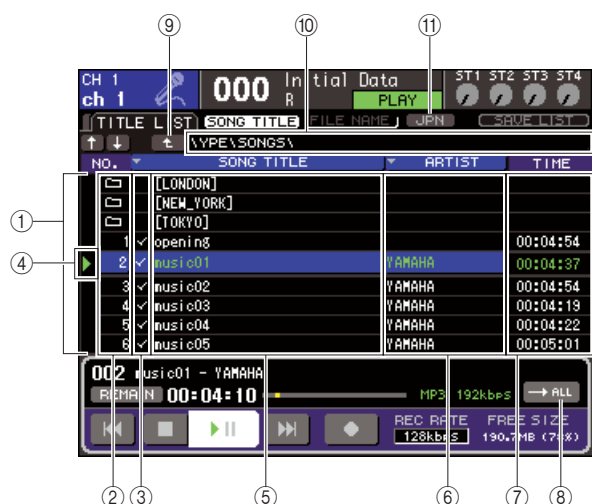 ⑨ ⑩ ⑪
CH 1 000 Initial Data ST1 ST2 ST3 ST4
ch 1 R PLAY
TITLE LIST SONG TITLE FILE NAME JPN SAVE LIST
\YPE\SONGS\
NO. SONG TITLE ARTIST TIME
[LONDON]
[NEW_YORK]
[TOKYO]
1 ✓ opening 00:04:54
2 ✓ music01 YAMAHA 00:04:37
3 ✓ music02 YAMAHA 00:04:54
4 ✓ music03 YAMAHA 00:04:19
5 ✓ music04 YAMAHA 00:04:22
6 ✓ music05 YAMAHA 00:05:01
① ④
002 music01 - YAMAHA
REMAIN 00:04:10 MP3 192kbps → ALL
REC RATE FREE SIZE
128kbps 190.7MB (78%)
② ③ ⑤ ⑥ ⑦ ⑧